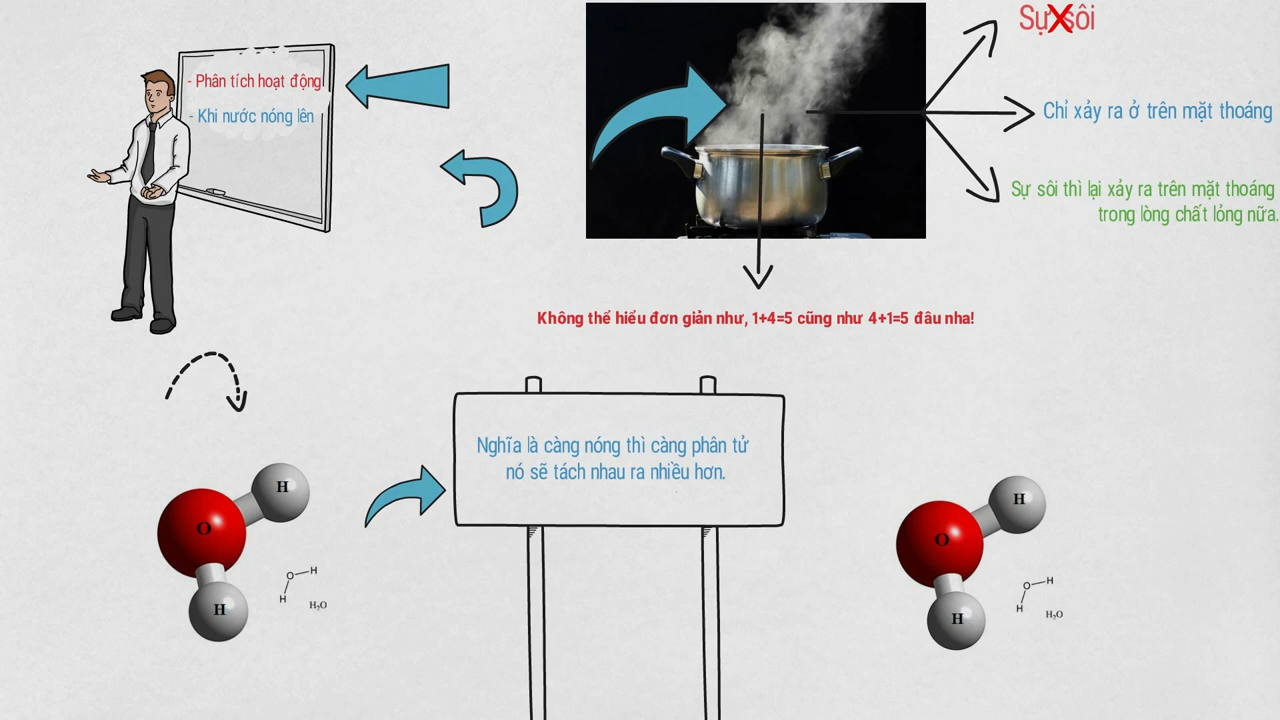 - Phân tích hoạt động
- Khi nước nóng lên
Sự sôi
Chỉ xảy ra ở trên mặt thoáng
Sự sôi thì lại xảy ra trên mặt thoáng
trong lòng chất lỏng nữa.
Không thể hiểu đơn giản như, 1+4=5 cũng như 4+1=5 đâu nha!
Nghĩa là càng nóng thì càng phân tử
nó sẽ tách nhau ra nhiều hơn.
H
O
H
O H
H
H₂O
H
O
H
O H
H
H₂O